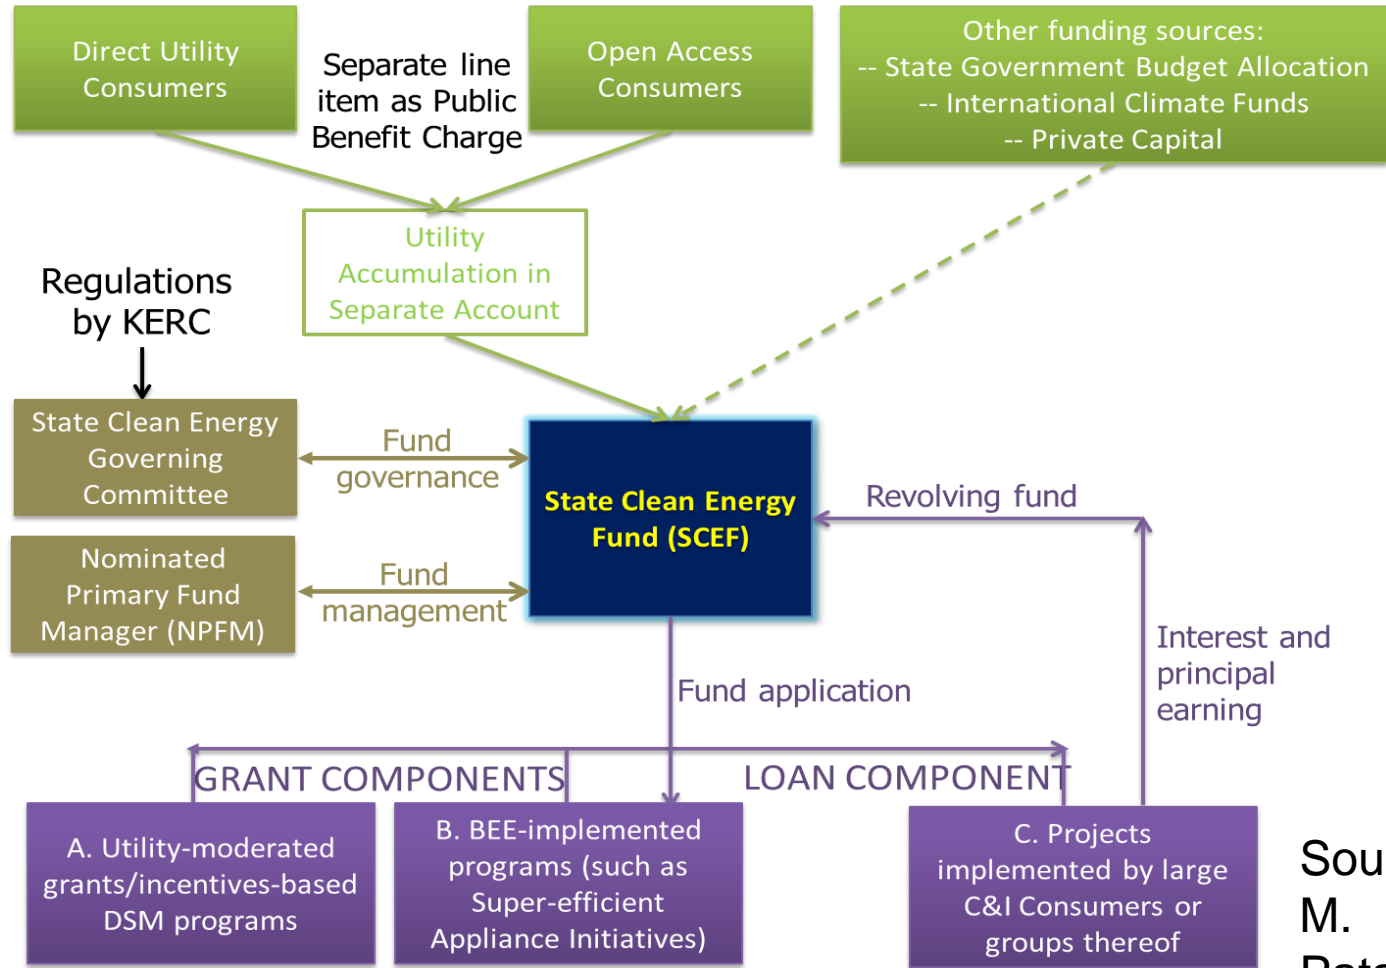 Direct Utility
Consumers
Separate line
item as Public
Benefit Charge
Open Access
Consumers
Other funding sources:
-- State Government Budget Allocation
-- International Climate Funds
-- Private Capital
Utility
Accumulation in
Separate Account
Regulations
by KERC
State Clean Energy
Governing
Committee
Fund
governance
State Clean Energy
Fund (SCEF)
Revolving fund
Nominated
Primary Fund
Manager (NPFM)
Fund
management
Interest and
principal
earning
Fund application
GRANT COMPONENTS
LOAN COMPONENT
A. Utility-moderated
grants/incentives-based
DSM programs
B. BEE-implemented
programs (such as
Super-efficient
Appliance Initiatives)
C. Projects
implemented by large
C&I Consumers or
groups thereof
M.